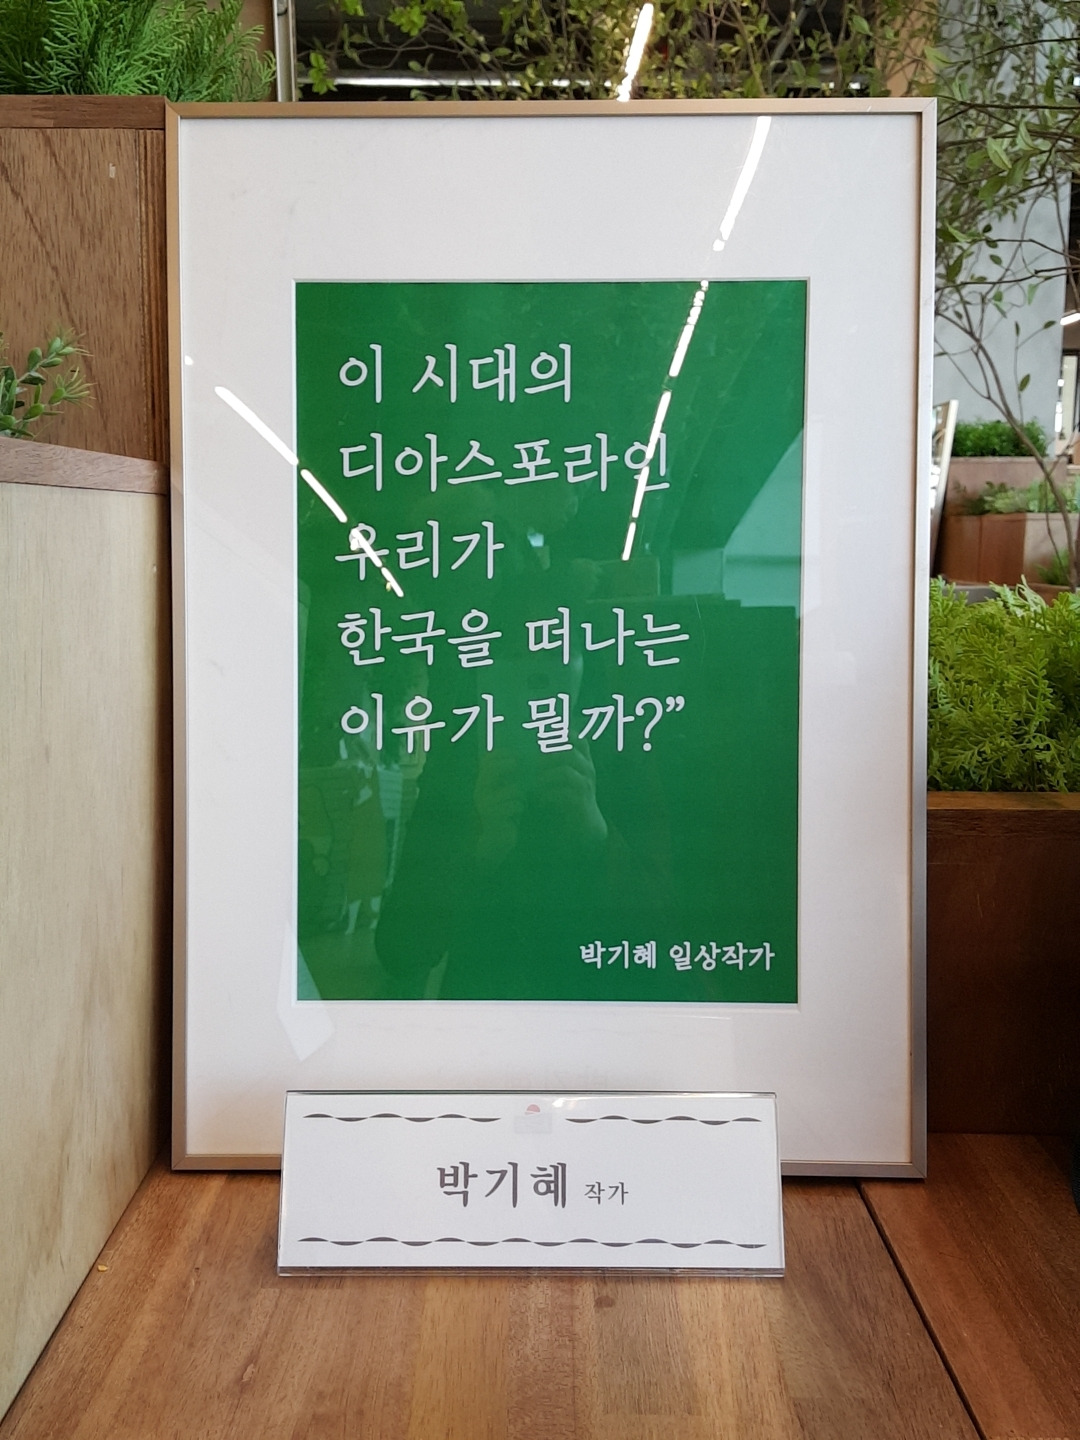 이 시대의
디아스포라인
우리가
한국을 떠나는
이유가 뭘까?”
박기혜 일상작가
박기혜 작가